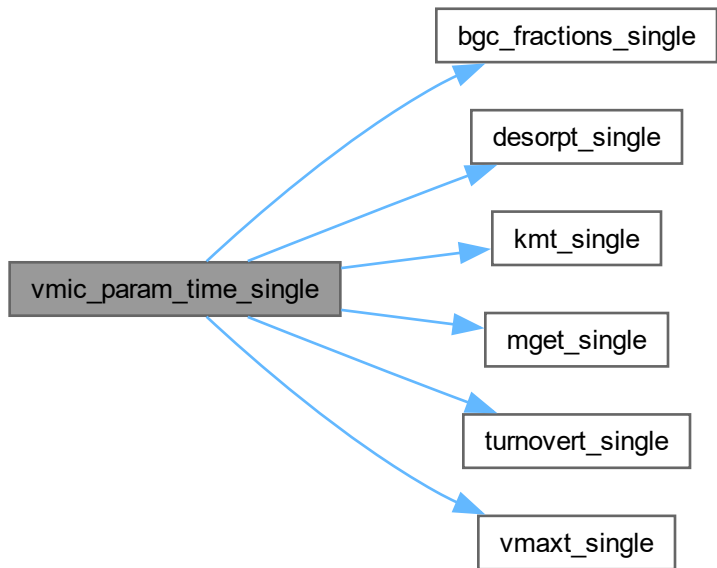 bgc_fractions_single
desorpt_single
kmt_single
vmic_param_time_single
mget_single
turnovert_single
vmaxt_single